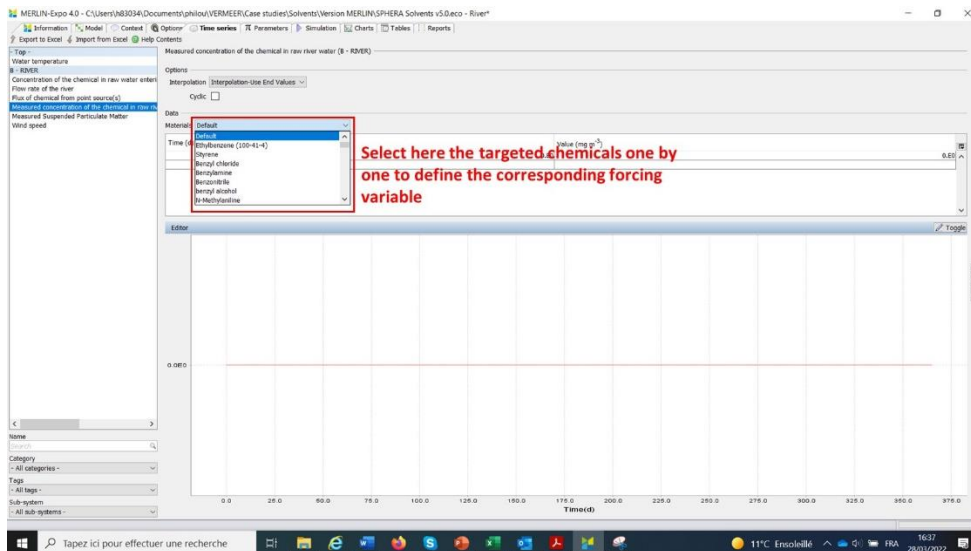 MERLIN-Expo 4.0 - C:\Users\h83034\Documents\philou\VERMEER\Case studies\Solvents\Version MERLIN\SPHERA Solvents v5.0.eco - River*
Information Model Context Options Time series Parameters Simulation Charts Tables Reports
Export to Excel Import from Excel Help Contents
- Top -
Water temperature
B - RIVER
Concentration of the chemical in raw water enteri
Flow rate of the river
Flux of chemical from point source(s)
Measured concentration of the chemical in raw riv
Measured Suspended Particulate Matter
Wind speed
Measured concentration of the chemical in raw river water (B - RIVER)
Options
Interpolation Interpolation-Use End Values
Cyclic
Data
Materials Default
Default
Ethylbenzene (100-41-4)
Styrene
Benzyl chloride
Benzylamine
Benzonitrile
benzyl alcohol
N-Methylaniline
Time (d
Value (mg m⁻³)
0.E0
Select here the targeted chemicals one by
one to define the corresponding forcing
variable
Editor
Toggle
0.0E0
0.0 25.0 50.0 75.0 100.0 125.0 150.0 175.0 200.0 225.0 250.0 275.0 300.0 325.0 350.0 375.0
Time(d)
Name
Search
Category
- All categories -
Tags
- All tags -
Sub-system
- All sub-systems -
Tapez ici pour effectuer une recherche
11°C Ensoleillé
FRA
16:37
28/03/2022